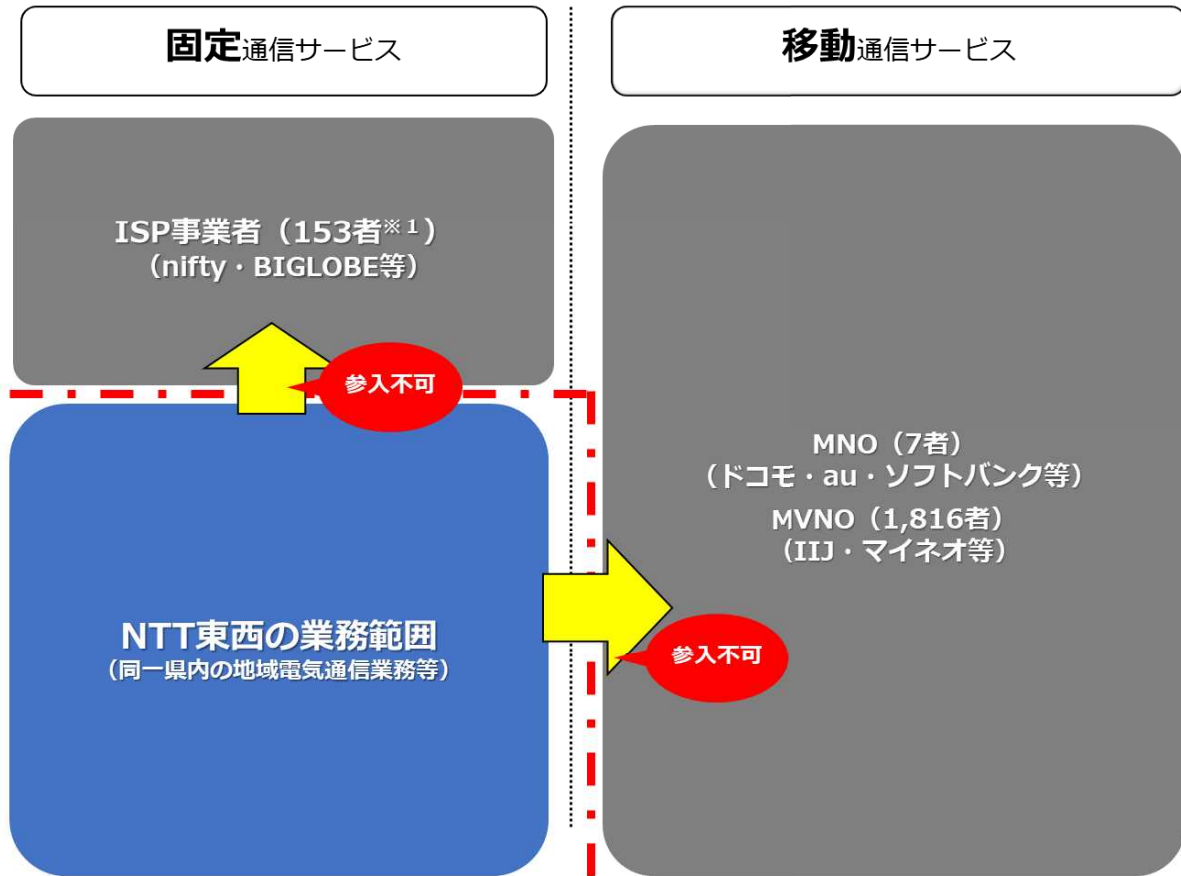 固定通信サービス
移動通信サービス
ISP事業者（153者※1）
（nifty・BIGLOBE等）
参入不可
MNO（7者）
（ドコモ・au・ソフトバンク等）
MVNO（1,816者）
（IIJ・マイネオ等）
NTT東西の業務範囲
（同一県内の地域電気通信業務等）
参入不可